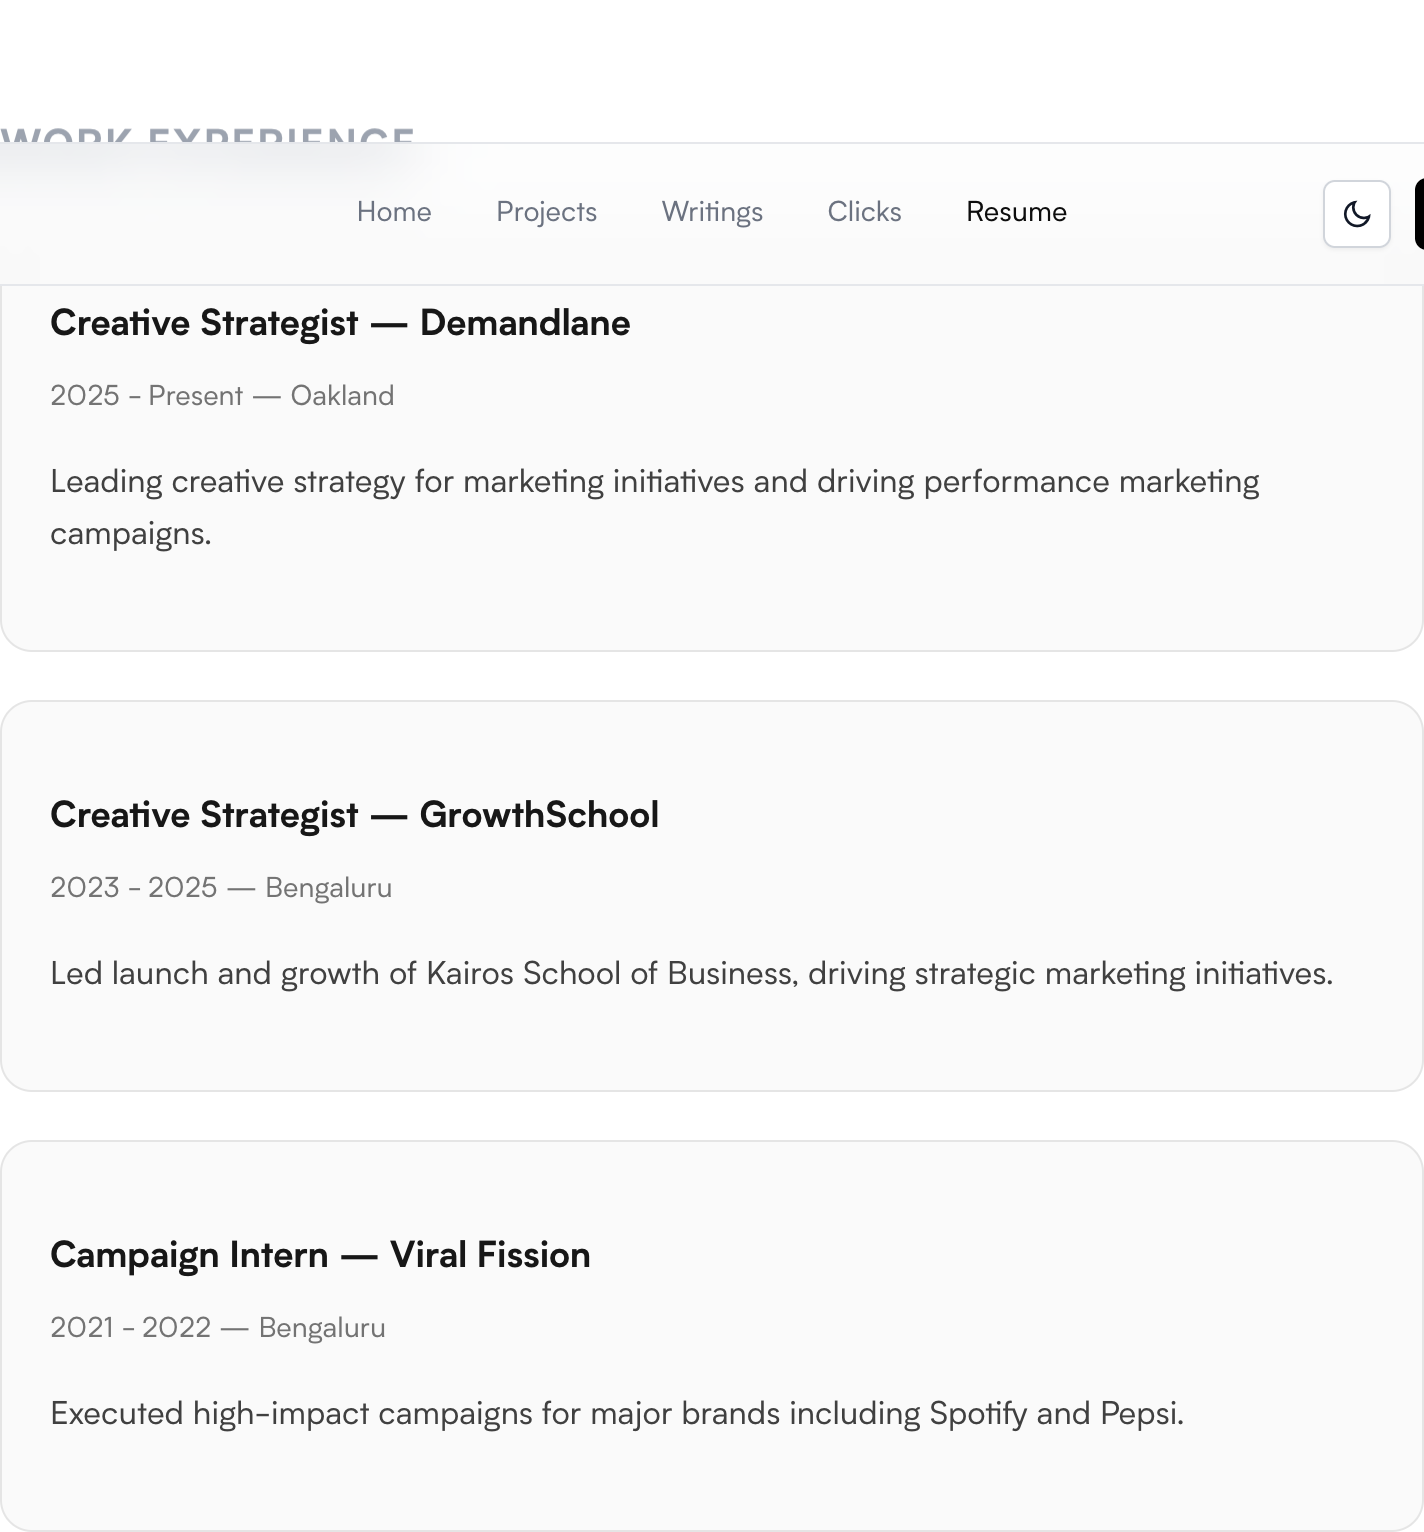 WORK EXPERIENCE
Home Projects Writings Clicks Resume
Creative Strategist — Demandlane
2025 - Present — Oakland
Leading creative strategy for marketing initiatives and driving performance marketing
campaigns.
Creative Strategist — GrowthSchool
2023 - 2025 — Bengaluru
Led launch and growth of Kairos School of Business, driving strategic marketing initiatives.
Campaign Intern — Viral Fission
2021 - 2022 — Bengaluru
Executed high-impact campaigns for major brands including Spotify and Pepsi.